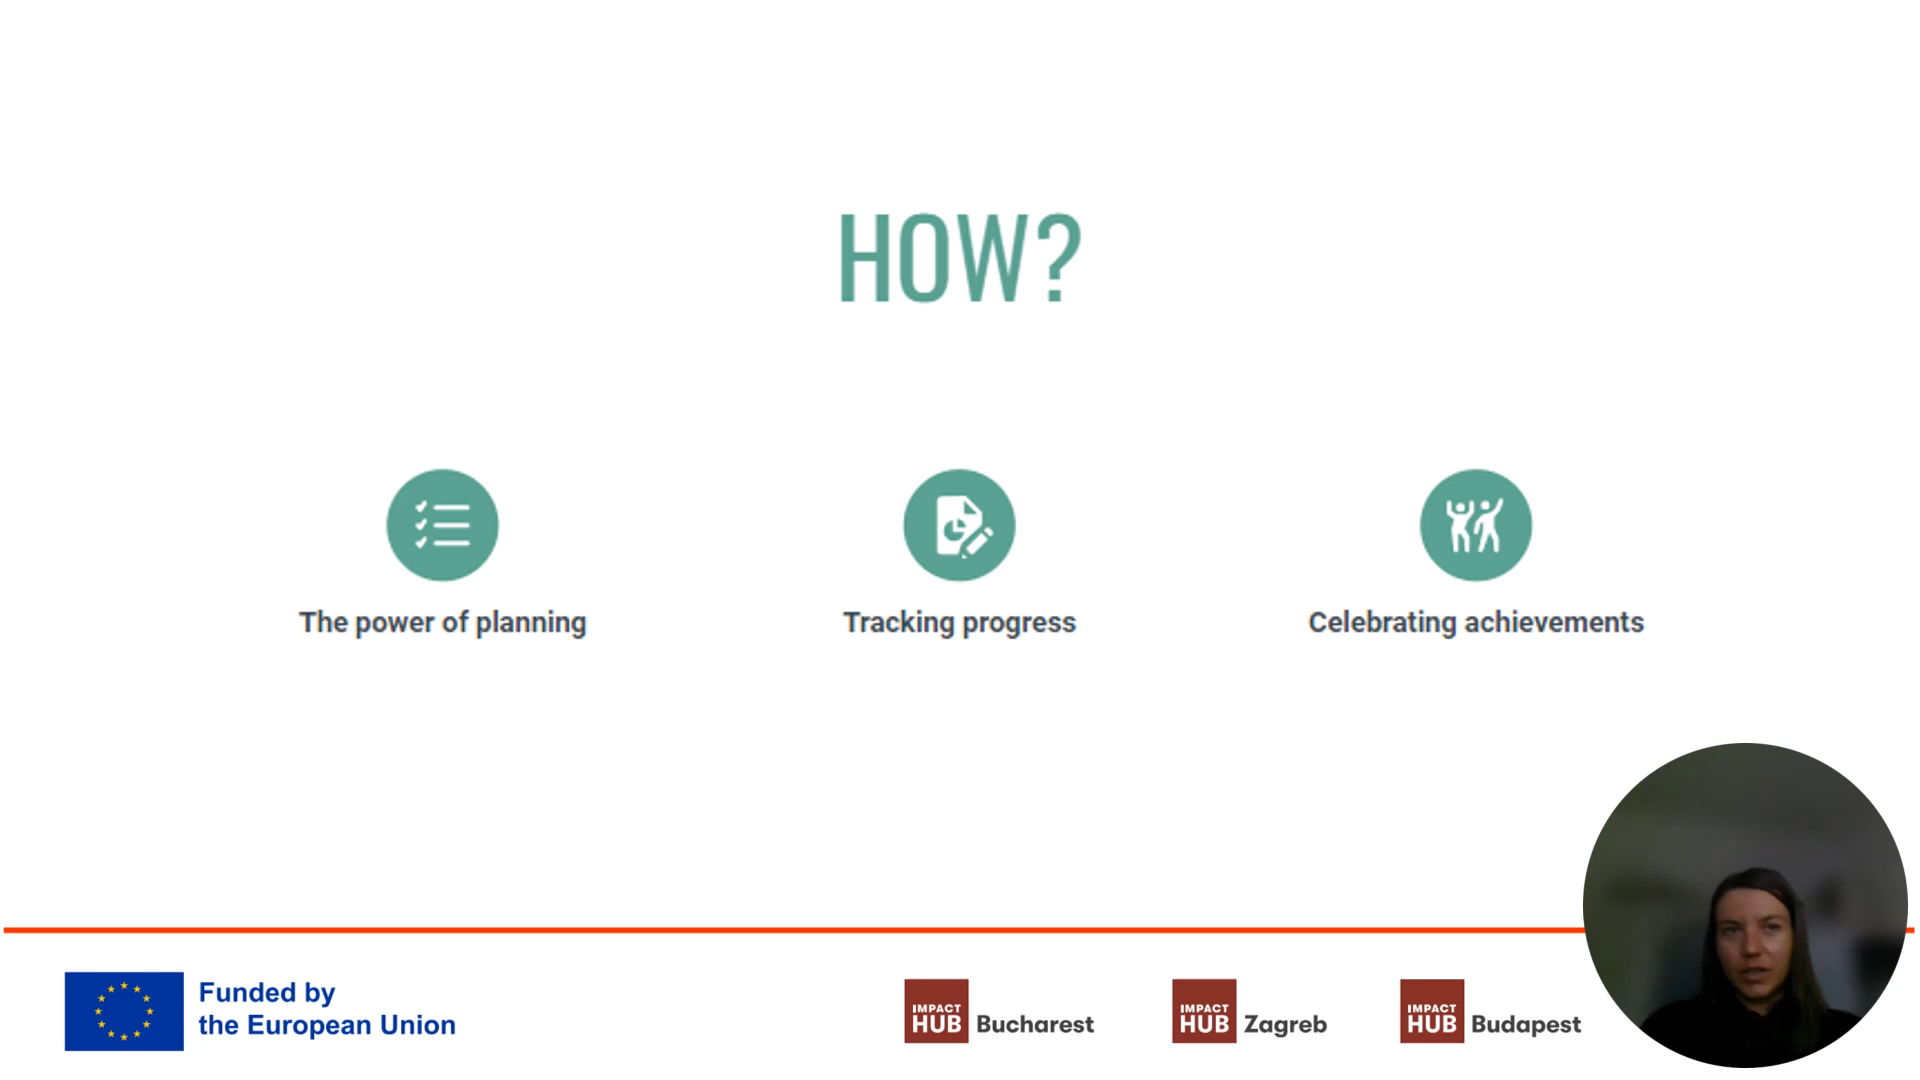 HOW?
The power of planning
Tracking progress
Celebrating achievements
Funded by
the European Union
IMPACT
HUB Bucharest
IMPACT
HUB Zagreb
IMPACT
HUB Budapest